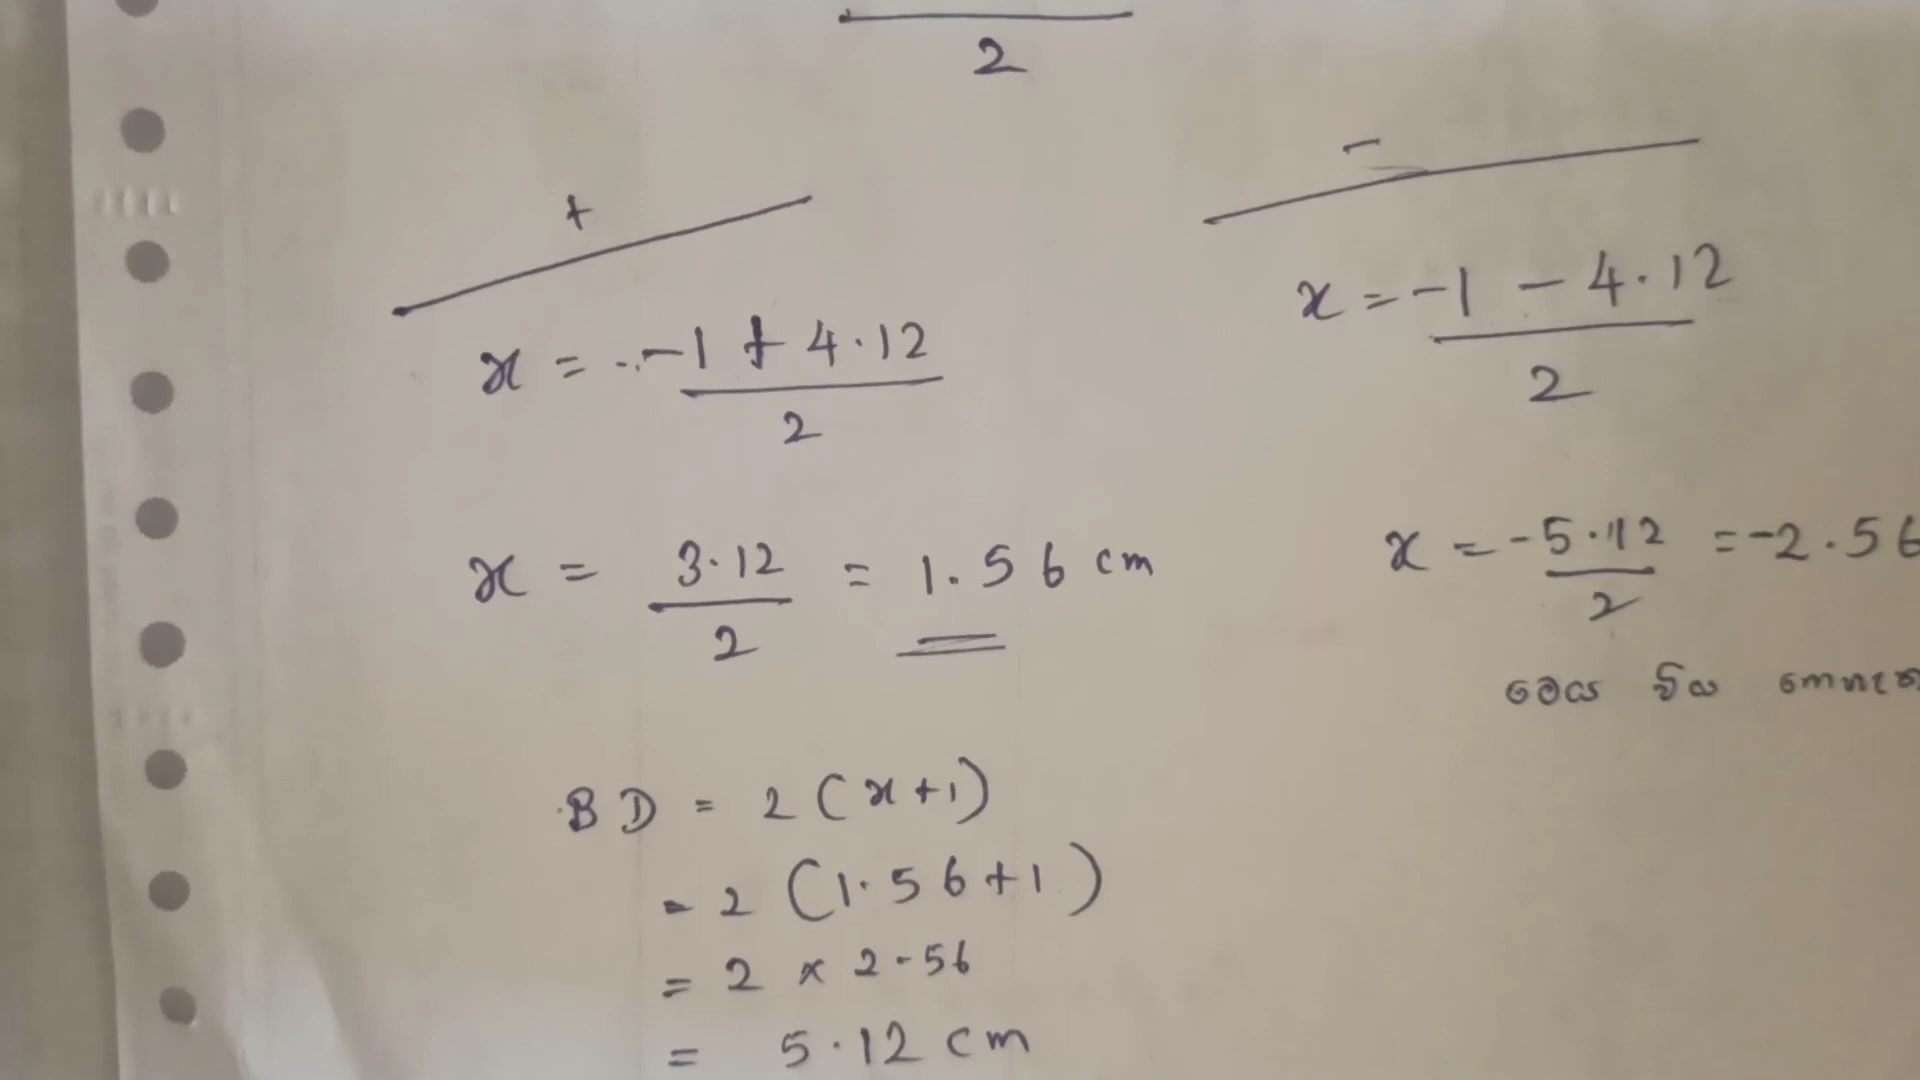 2
+
-
x = -1 + 4.12
2
x = -1 - 4.12
2
x = 3.12 = 1.56 cm
2
x = -5.12 = -2.56
2
මෙය විය
BD = 2(x+1)
= 2 (1.56+1)
= 2 x 2.56
= 5.12 cm